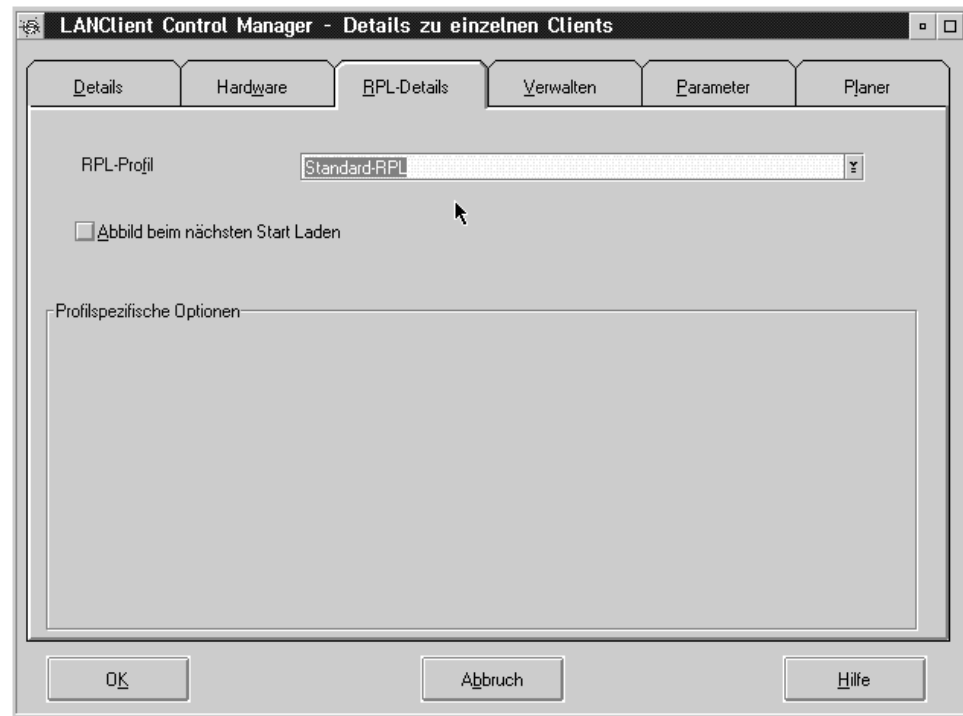 LANClient Control Manager - Details zu einzelnen Clients
Details Hardware RPL-Details Verwalten Parameter Planer
RPL-Profil Standard-RPL
Abbild beim nächsten Start Laden
Profilspezifische Optionen
OK Abbruch Hilfe